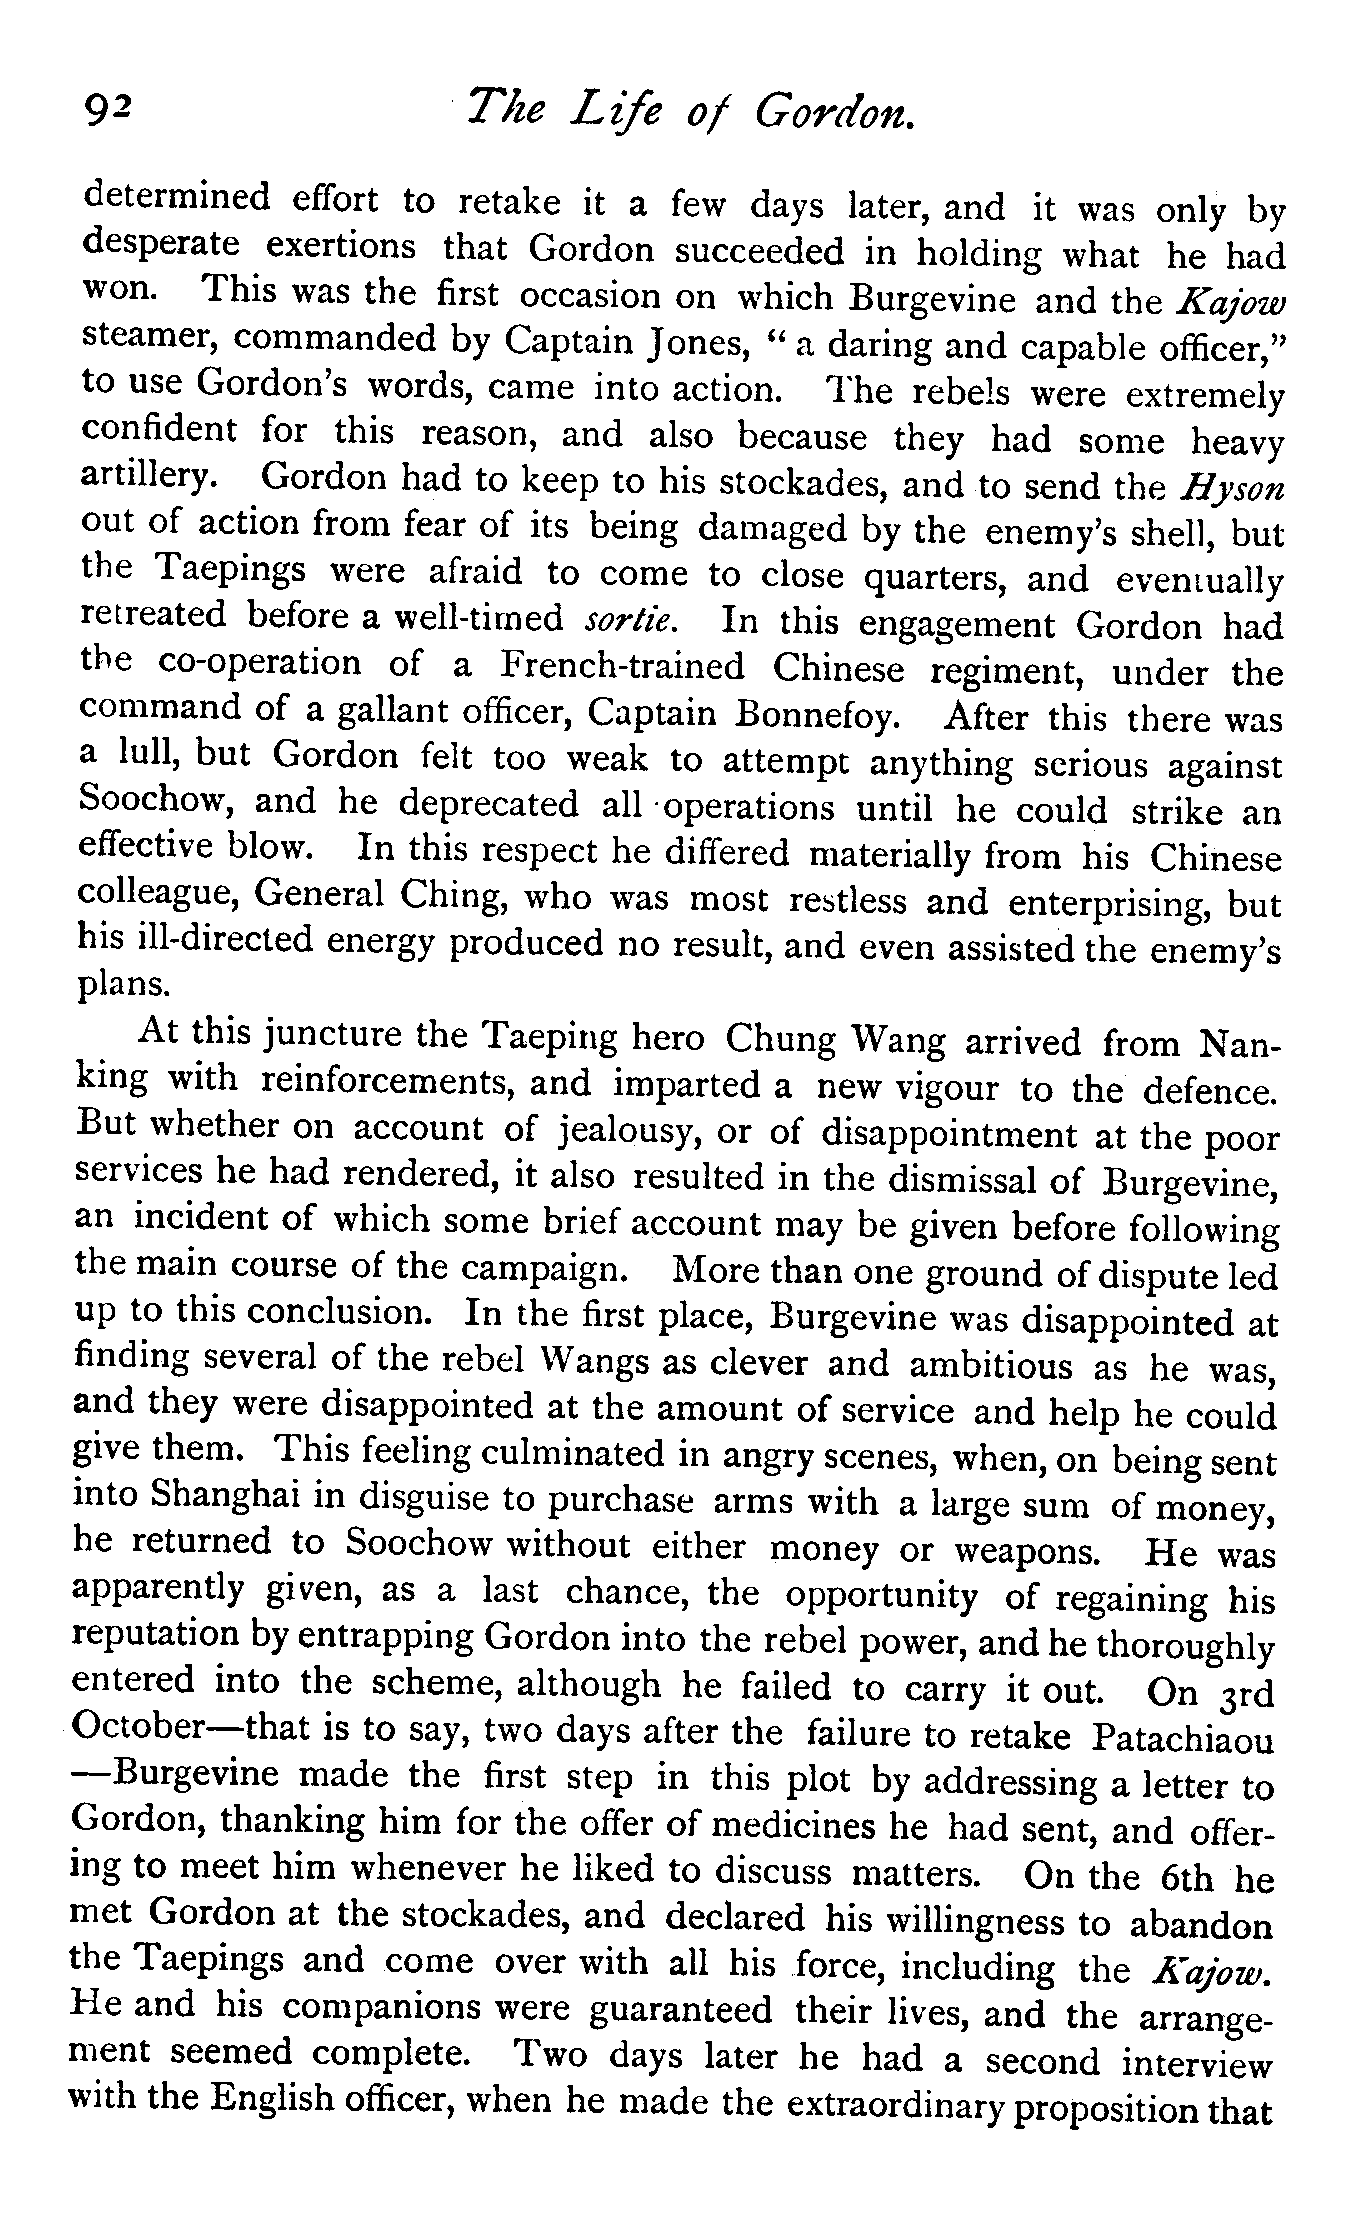 92 The Life of Gordon.
determined effort to retake it a few days later, and it was only by
desperate exertions that Gordon succeeded in holding what he had
won. This was the first occasion on which Burgevine and the Kajow
steamer, commanded by Captain Jones, “ a daring and capable officer,”
to use Gordon's words, came into action. The rebels were extremely
confident for this reason, and also because they had some heavy
artillery. Gordon had to keep to his stockades, and to send the Hyson
out of action from fear of its being damaged by the enemy's shell, but
the Taepings were afraid to come to close quarters, and eventually
retreated before a well-timed sortie. In this engagement Gordon had
the co-operation of a French-trained Chinese regiment, under the
command of a gallant officer, Captain Bonnefoy. After this there was
a lull, but Gordon felt too weak to attempt anything serious against
Soochow, and he deprecated all operations until he could strike an
effective blow. In this respect he differed materially from his Chinese
colleague, General Ching, who was most restless and enterprising, but
his ill-directed energy produced no result, and even assisted the enemy's
plans.
At this juncture the Taeping hero Chung Wang arrived from Nan-
king with reinforcements, and imparted a new vigour to the defence.
But whether on account of jealousy, or of disappointment at the poor
services he had rendered, it also resulted in the dismissal of Burgevine,
an incident of which some brief account may be given before following
the main course of the campaign. More than one ground of dispute led
up to this conclusion. In the first place, Burgevine was disappointed at
finding several of the rebel Wangs as clever and ambitious as he was,
and they were disappointed at the amount of service and help he could
give them. This feeling culminated in angry scenes, when, on being sent
into Shanghai in disguise to purchase arms with a large sum of money,
he returned to Soochow without either money or weapons. He was
apparently given, as a last chance, the opportunity of regaining his
reputation by entrapping Gordon into the rebel power, and he thoroughly
entered into the scheme, although he failed to carry it out. On 3rd
October—that is to say, two days after the failure to retake Patachiaou
—Burgevine made the first step in this plot by addressing a letter to
Gordon, thanking him for the offer of medicines he had sent, and offer-
ing to meet him whenever he liked to discuss matters. On the 6th he
met Gordon at the stockades, and declared his willingness to abandon
the Taepings and come over with all his force, including the Kajow.
He and his companions were guaranteed their lives, and the arrange-
ment seemed complete. Two days later he had a second interview
with the English officer, when he made the extraordinary proposition that